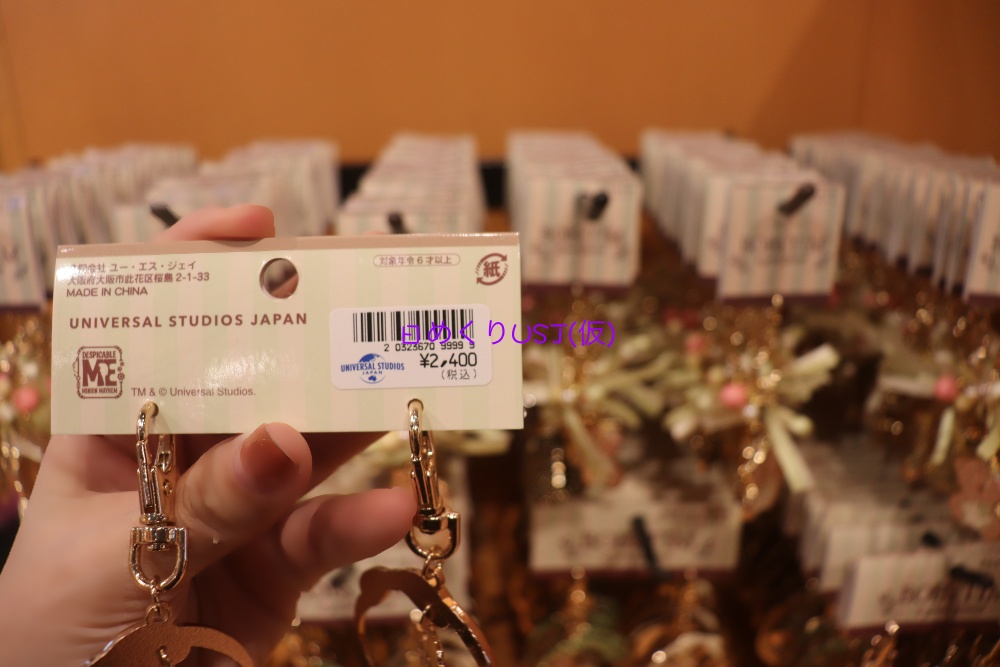 株式会社 ユー・エス・ジェイ
大阪府大阪市此花区桜島 2-1-33
MADE IN CHINA
対象年令6才以上
紙
UNIVERSAL STUDIOS JAPAN
DESPICABLE
ME
MINION MAYHEM
TM & © Universal Studios.
2 0323670 9999 9
UNIVERSAL STUDIOS
JAPAN
¥2,400
(税込)
日めくりUSJ(仮)